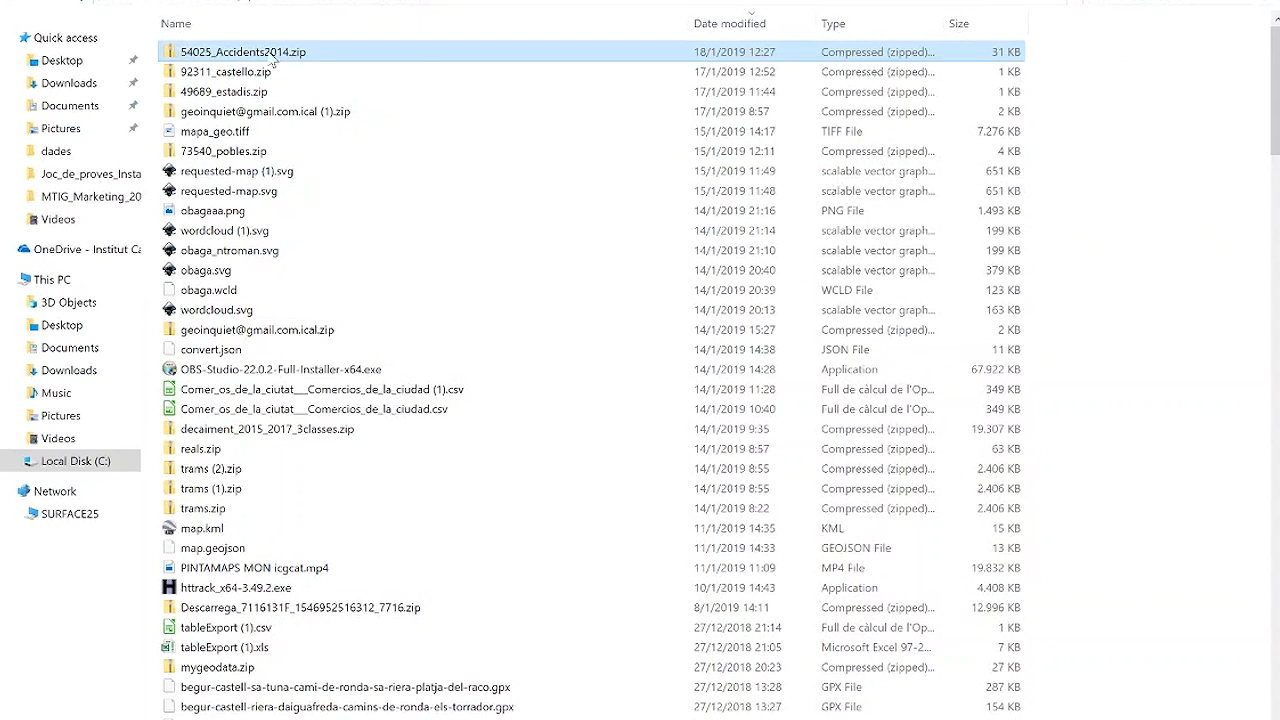 Name Date modified Type Size
Quick access
Desktop
Downloads
Documents
Pictures
dades
Joc_de_proves_Insta
MTIG_Marketing_20
Videos
OneDrive - Institut Ca
This PC
3D Objects
Desktop
Documents
Downloads
Music
Pictures
Videos
Local Disk (C:)
Network
SURFACE25
54025_Accidents2014.zip 18/1/2019 12:27 Compressed (zipped)... 31 KB
92311_castello.zip 17/1/2019 12:52 Compressed (zipped)... 1 KB
49689_estadis.zip 17/1/2019 11:44 Compressed (zipped)... 1 KB
geoinquiet@gmail.com.ical (1).zip 17/1/2019 8:57 Compressed (zipped)... 2 KB
mapa_geo.tiff 15/1/2019 14:17 TIFF File 7.276 KB
73540_pobles.zip 15/1/2019 12:11 Compressed (zipped)... 4 KB
requested-map (1).svg 15/1/2019 11:49 scalable vector graph... 651 KB
requested-map.svg 15/1/2019 11:48 scalable vector graph... 651 KB
obagaaa.png 14/1/2019 21:16 PNG File 1.493 KB
wordcloud (1).svg 14/1/2019 21:14 scalable vector graph... 199 KB
obaga_ntroman.svg 14/1/2019 21:10 scalable vector graph... 199 KB
obaga.svg 14/1/2019 20:40 scalable vector graph... 379 KB
obaga.wcld 14/1/2019 20:39 WCLD File 123 KB
wordcloud.svg 14/1/2019 20:13 scalable vector graph... 163 KB
geoinquiet@gmail.com.ical.zip 14/1/2019 15:27 Compressed (zipped)... 2 KB
convert.json 14/1/2019 14:38 JSON File 11 KB
OBS-Studio-22.0.2-Full-Installer-x64.exe 14/1/2019 14:28 Application 67.922 KB
Comer_os_de_la_ciutat___Comercios_de_la_ciudad (1).csv 14/1/2019 11:28 Full de càlcul de l'Op... 349 KB
Comer_os_de_la_ciutat___Comercios_de_la_ciudad.csv 14/1/2019 10:40 Full de càlcul de l'Op... 349 KB
decaiment_2015_2017_3classes.zip 14/1/2019 9:35 Compressed (zipped)... 19.307 KB
reals.zip 14/1/2019 8:57 Compressed (zipped)... 63 KB
trams (2).zip 14/1/2019 8:55 Compressed (zipped)... 2.406 KB
trams (1).zip 14/1/2019 8:55 Compressed (zipped)... 2.406 KB
trams.zip 14/1/2019 8:22 Compressed (zipped)... 2.406 KB
map.kml 11/1/2019 14:35 KML 15 KB
map.geojson 11/1/2019 14:33 GEOJSON File 13 KB
PINTAMAPS MON icgcat.mp4 11/1/2019 11:09 MP4 File 19.832 KB
httrack_x64-3.49.2.exe 10/1/2019 14:43 Application 4.408 KB
Descarrega_7116131F_1546952516312_7716.zip 8/1/2019 14:11 Compressed (zipped)... 12.996 KB
tableExport (1).csv 27/12/2018 21:14 Full de càlcul de l'Op... 1 KB
tableExport (1).xls 27/12/2018 21:05 Microsoft Excel 97-2... 7 KB
mygeodata.zip 27/12/2018 20:23 Compressed (zipped)... 27 KB
begur-castell-sa-tuna-cami-de-ronda-sa-riera-platja-del-raco.gpx 27/12/2018 13:28 GPX File 287 KB
begur-castell-riera-daiguafreda-camins-de-ronda-els-torrador.gpx 27/12/2018 13:27 GPX File 154 KB